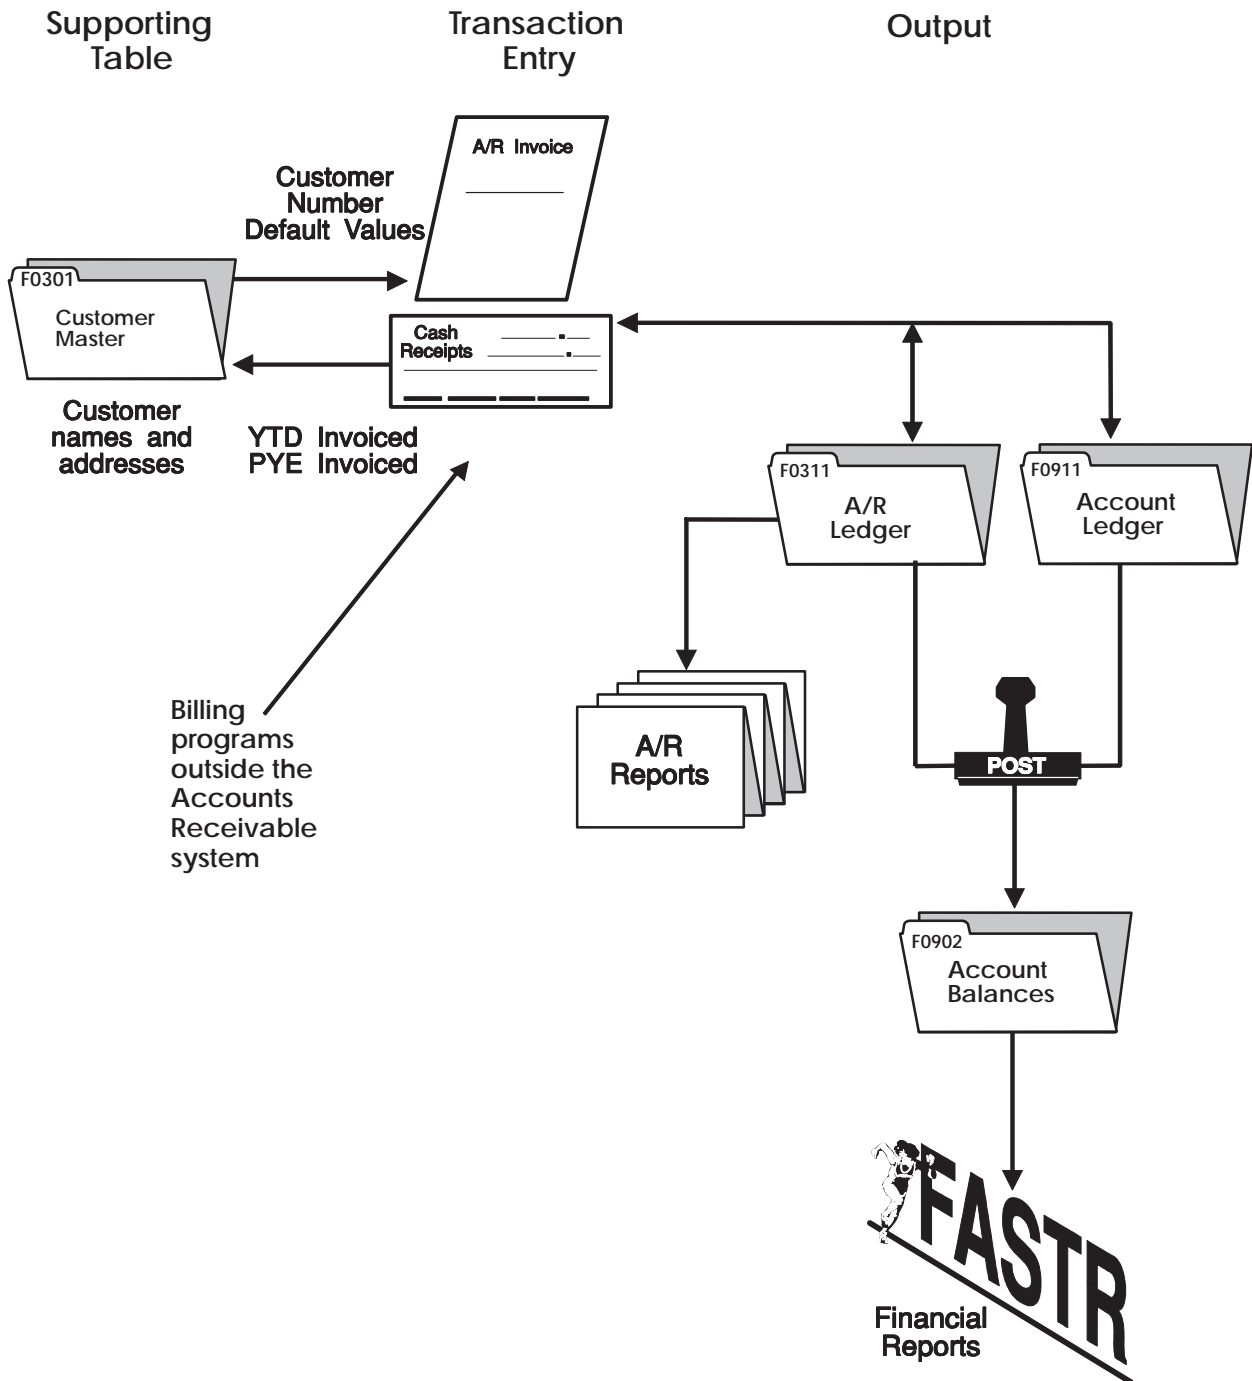 Supporting
Table
Transaction
Entry
Output
A/R Invoice
Customer
Number
Default Values
F0301
Customer
Master
Cash
Receipts
Customer
names and
addresses
YTD Invoiced
PYE Invoiced
F0311
A/R
Ledger
F0911
Account
Ledger
Billing
programs
outside the
Accounts
Receivable
system
A/R
Reports
POST
F0902
Account
Balances
FASTR
Financial
Reports